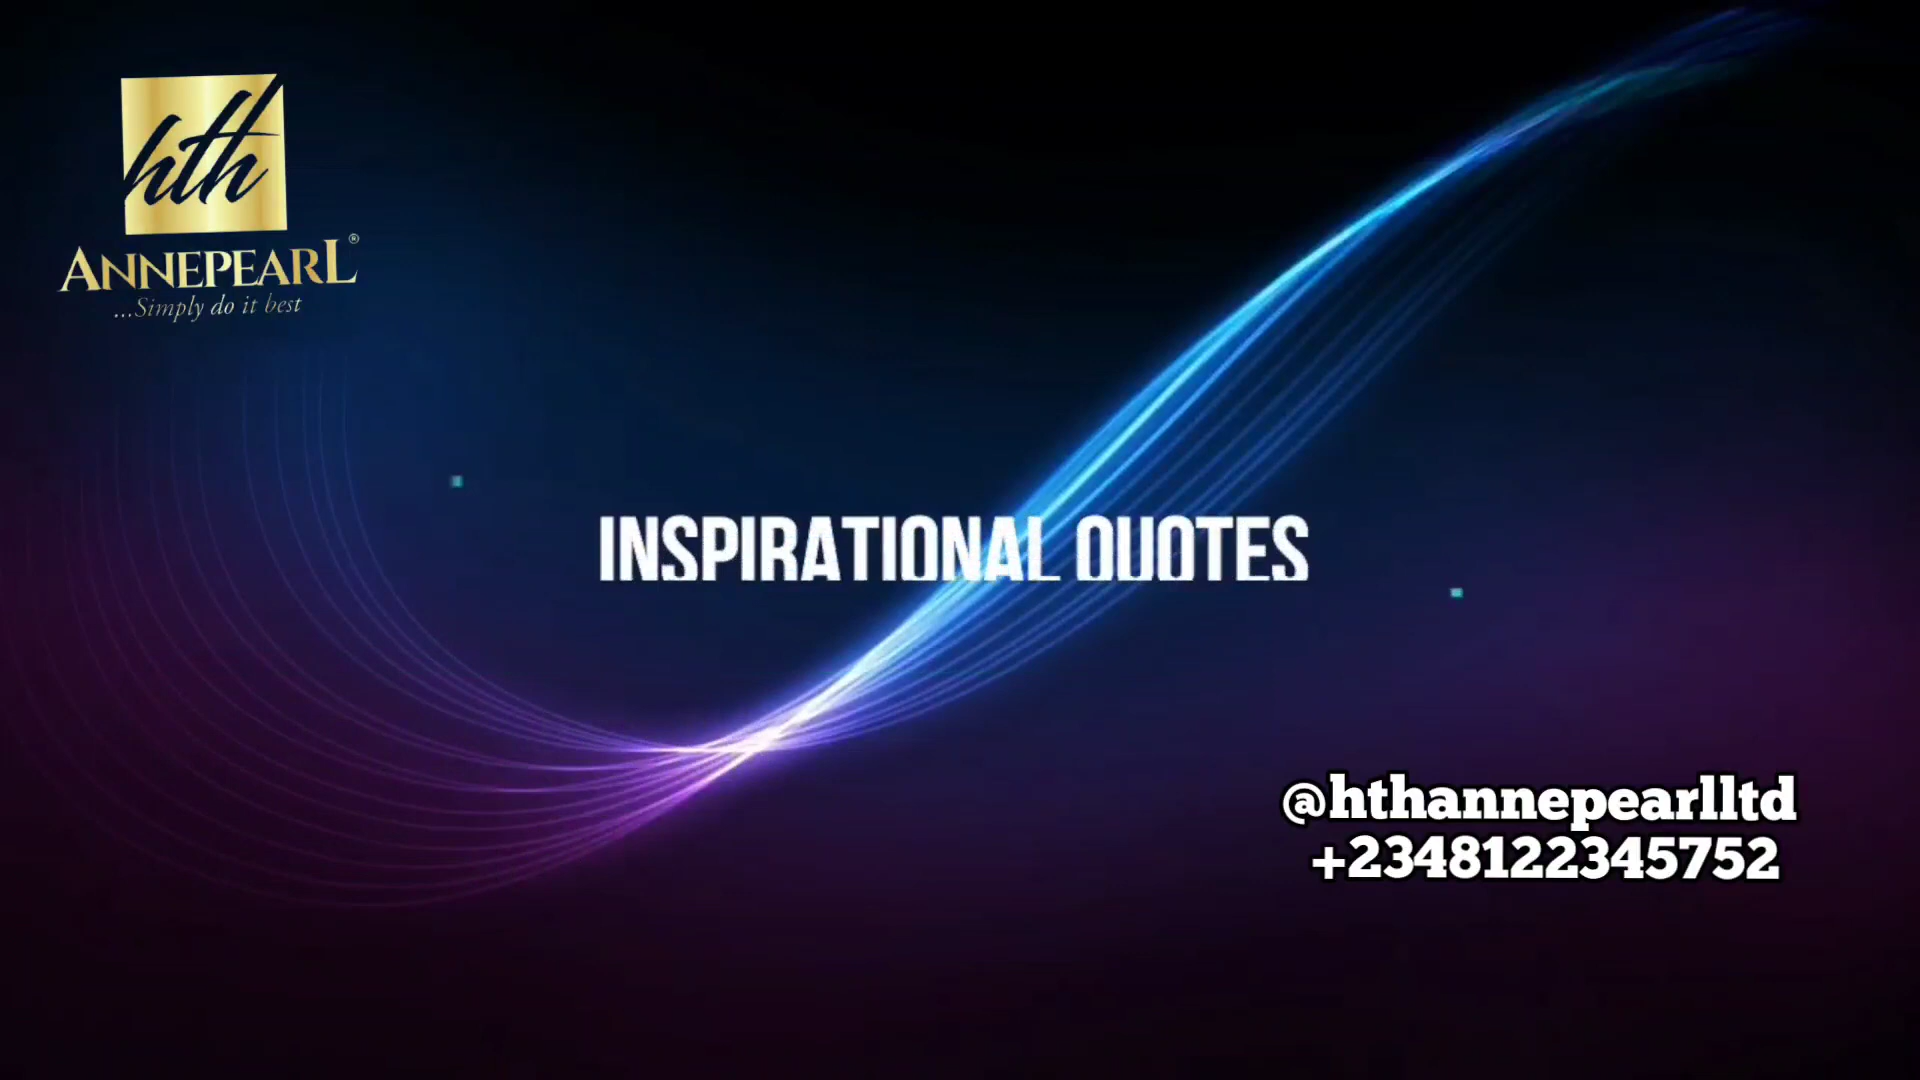 hth
ANNEPEARL®
...Simply do it best
INSPIRATIONAL QUOTES
@hthannepearlltd
+2348122345752